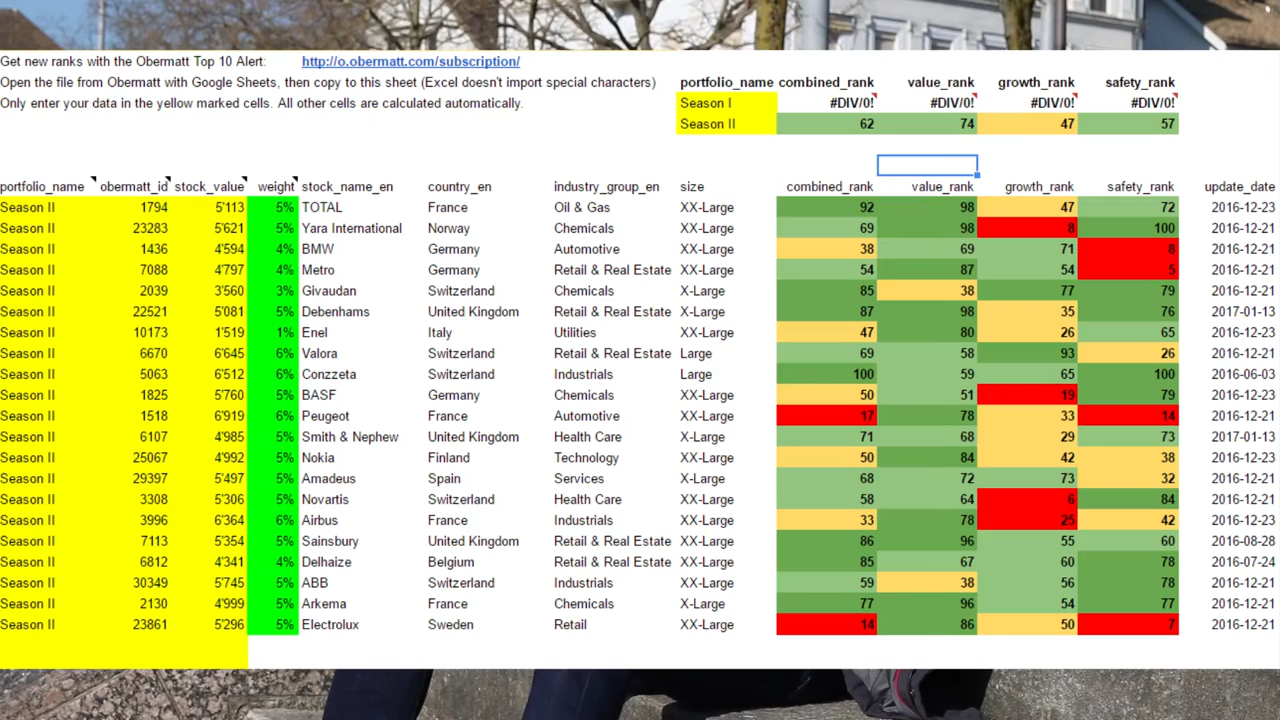 Get new ranks with the Obermatt Top 10 Alert: http://o.obermatt.com/subscription/
Open the file from Obermatt with Google Sheets, then copy to this sheet (Excel doesn't import special characters) portfolio_name combined_rank value_rank growth_rank safety_rank
Only enter your data in the yellow marked cells. All other cells are calculated automatically. Season I #DIV/0! #DIV/0! #DIV/0! #DIV/0!
Season II 62 74 47 57
portfolio_name obermatt_id stock_value weight stock_name_en country_en industry_group_en size combined_rank value_rank growth_rank safety_rank update_date
Season II 1794 5'113 5% TOTAL France Oil & Gas XX-Large 92 98 47 72 2016-12-23
Season II 23283 5'621 5% Yara International Norway Chemicals XX-Large 69 98 8 100 2016-12-21
Season II 1436 4'594 4% BMW Germany Automotive XX-Large 38 69 71 8 2016-12-21
Season II 7088 4'797 4% Metro Germany Retail & Real Estate XX-Large 54 87 54 5 2016-12-21
Season II 2039 3'560 3% Givaudan Switzerland Chemicals X-Large 85 38 77 79 2016-12-21
Season II 22521 5'081 5% Debenhams United Kingdom Retail & Real Estate X-Large 87 98 35 76 2017-01-13
Season II 10173 1'519 1% Enel Italy Utilities XX-Large 47 80 26 65 2016-12-23
Season II 6670 6'645 6% Valora Switzerland Retail & Real Estate Large 69 58 93 26 2016-12-21
Season II 5063 6'512 6% Conzzeta Switzerland Industrials Large 100 59 65 100 2016-06-03
Season II 1825 5'760 5% BASF Germany Chemicals XX-Large 50 51 19 79 2016-12-23
Season II 1518 6'919 6% Peugeot France Automotive XX-Large 17 78 33 14 2016-12-21
Season II 6107 4'985 5% Smith & Nephew United Kingdom Health Care X-Large 71 68 29 73 2017-01-13
Season II 25067 4'992 5% Nokia Finland Technology XX-Large 50 84 42 38 2016-12-23
Season II 29397 5'497 5% Amadeus Spain Services X-Large 68 72 73 32 2016-12-21
Season II 3308 5'306 5% Novartis Switzerland Health Care XX-Large 58 64 6 84 2016-12-21
Season II 3996 6'364 6% Airbus France Industrials XX-Large 33 78 25 42 2016-12-23
Season II 7113 5'354 5% Sainsbury United Kingdom Retail & Real Estate XX-Large 86 96 55 60 2016-08-28
Season II 6812 4'341 4% Delhaize Belgium Retail & Real Estate XX-Large 85 67 60 78 2016-07-24
Season II 30349 5'745 5% ABB Switzerland Industrials XX-Large 59 38 56 78 2016-12-21
Season II 2130 4'999 5% Arkema France Chemicals X-Large 77 96 54 77 2016-12-21
Season II 23861 5'296 5% Electrolux Sweden Retail XX-Large 14 86 50 7 2016-12-21